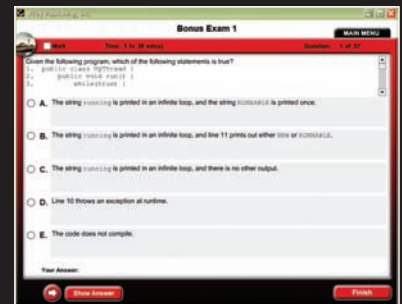 Bonus Exam 1
MAIN MENU
Mark
Time: 1 hr 30 min(s)
Question: 1 of 57
Given the following program, which of the following statements is true?
1. public class UpThread {
2. public void run() {
3. while(true) {
A. The string running is printed in an infinite loop, and the string RUNNABLE is printed once.
B. The string running is printed in an infinite loop, and line 11 prints out either NEW or RUNNABLE.
C. The string running is printed in an infinite loop, and there is no other output.
D. Line 10 throws an exception at runtime.
E. The code does not compile.
Your Answer:
Show Answer
Finish